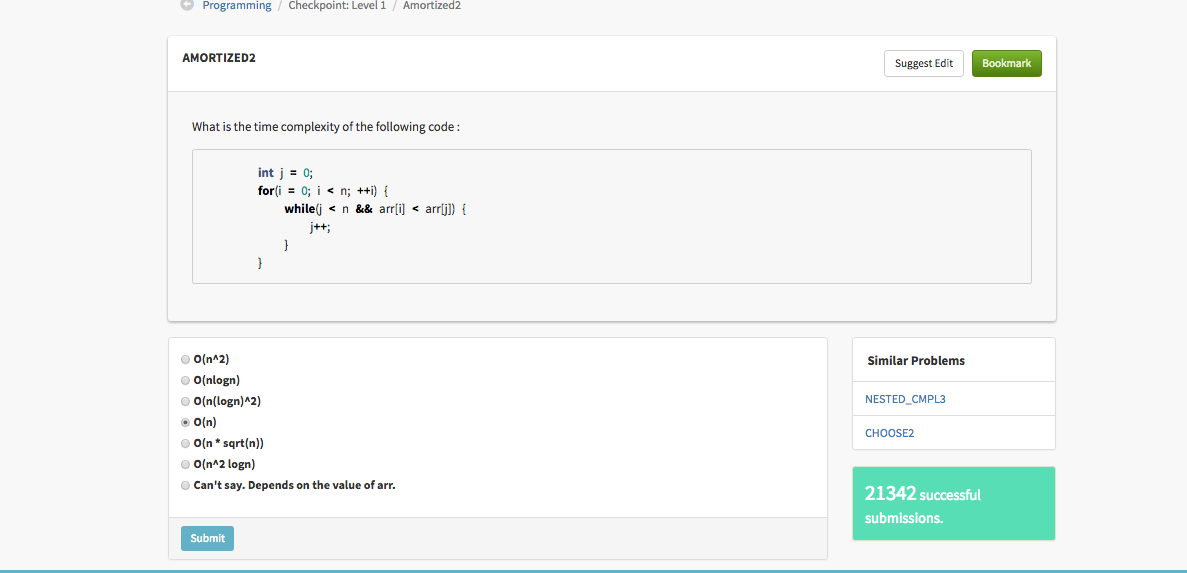 Programming / Checkpoint: Level 1 / Amortized2
AMORTIZED2
Suggest Edit
Bookmark
What is the time complexity of the following code :
int j = 0;
for(i = 0; i < n; ++i) {
while(j < n && arr[i] < arr[j]) {
j++;
}
}
O(n^2)
O(nlogn)
O(n(logn)^2)
O(n)
O(n * sqrt(n))
O(n^2 logn)
Can't say. Depends on the value of arr.
Submit
Similar Problems
NESTED_CMPL3
CHOOSE2
21342 successful
submissions.